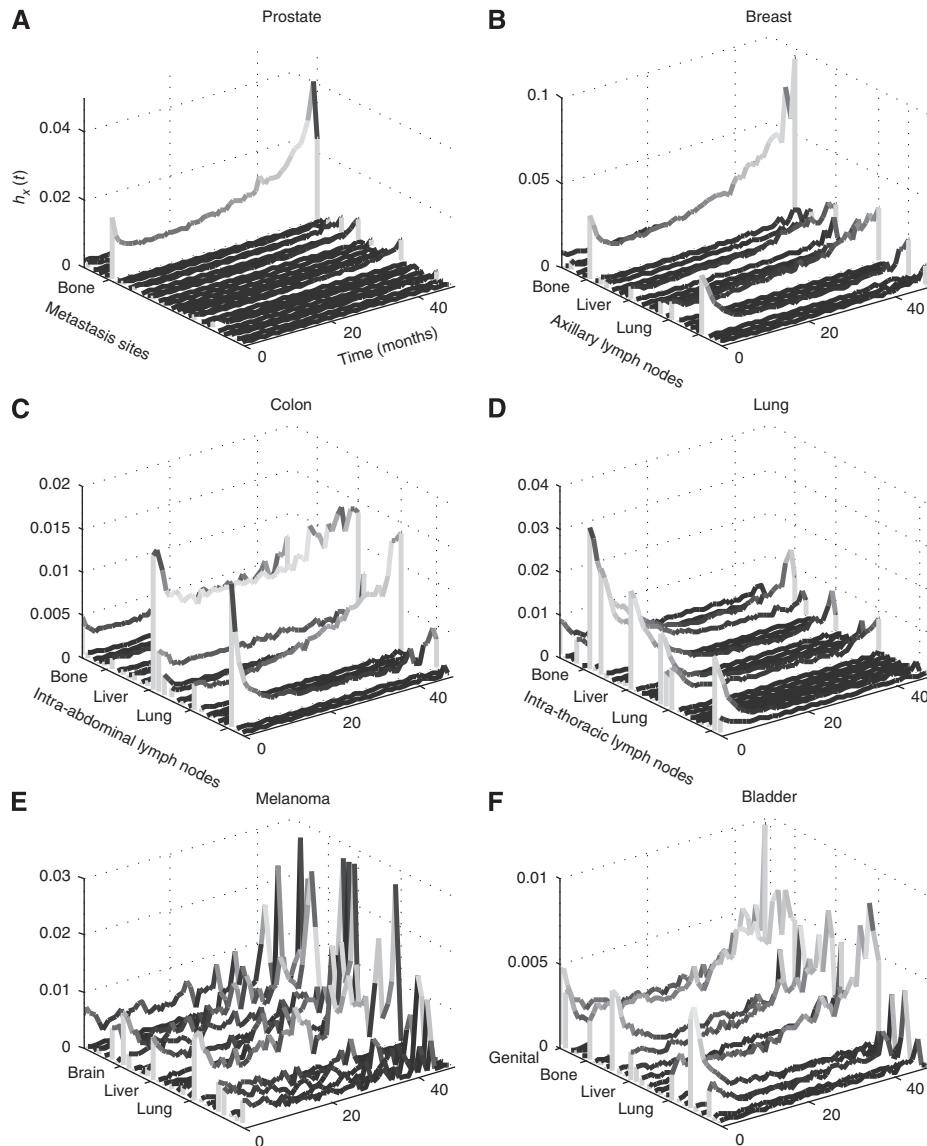 A
Prostate
0.04
0.02
0
h_x (t)
Bone
Metastasis sites
0
20
40
Time (months)
B
Breast
0.1
0.05
0
Bone
Liver
Lung
Axillary lymph nodes
0
20
40
C
Colon
0.02
0.015
0.01
0.005
0
Bone
Liver
Lung
Intra-abdominal lymph nodes
0
20
40
D
Lung
0.04
0.03
0.02
0.01
0
Bone
Liver
Lung
Intra-thoracic lymph nodes
0
20
40
E
Melanoma
0.03
0.02
0.01
0
Brain
Liver
Lung
0
20
40
F
Bladder
0.01
0.005
0
Genital
Bone
Liver
Lung
0
20
40